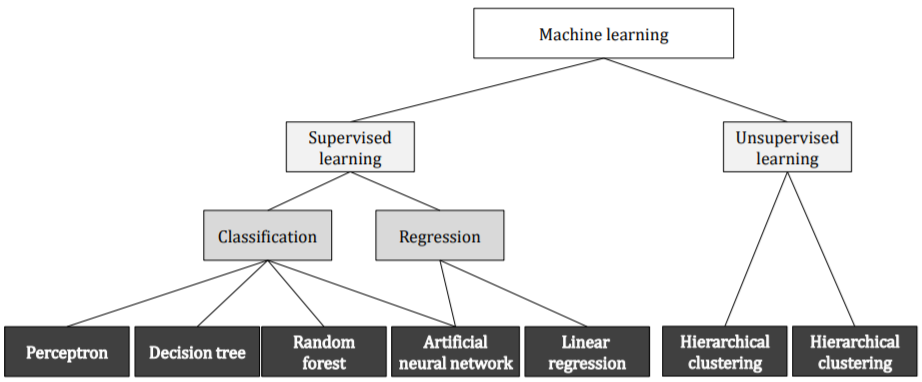 Machine learning
Supervised
learning
Unsupervised
learning
Classification
Regression
Perceptron
Decision tree
Random
forest
Artificial
neural network
Linear
regression
Hierarchical
clustering
Hierarchical
clustering